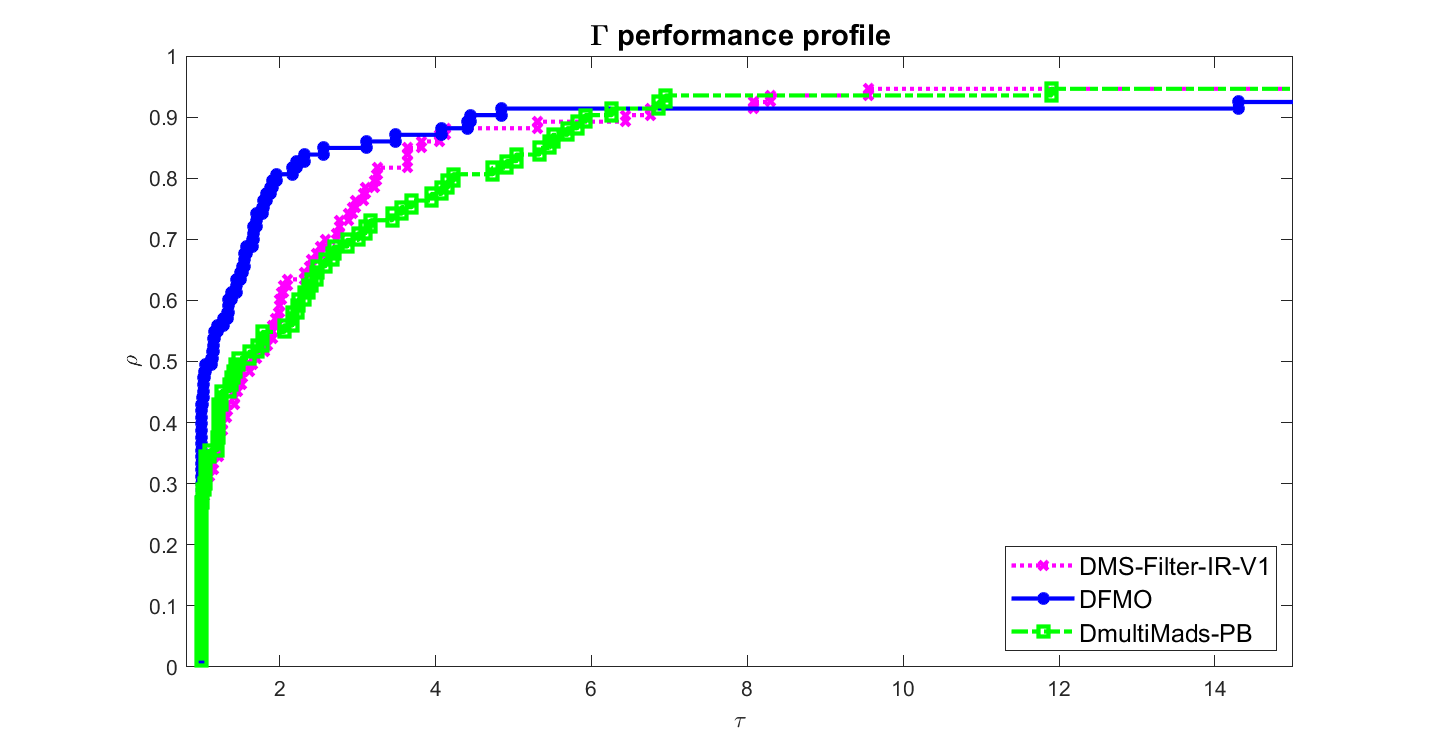 Γ performance profile
1
0.9
0.8
0.7
0.6
0.5
0.4
0.3
0.2
0.1
0
ρ
2 4 6 8 10 12 14
τ
DMS-Filter-IR-V1
DFMO
DmultiMads-PB